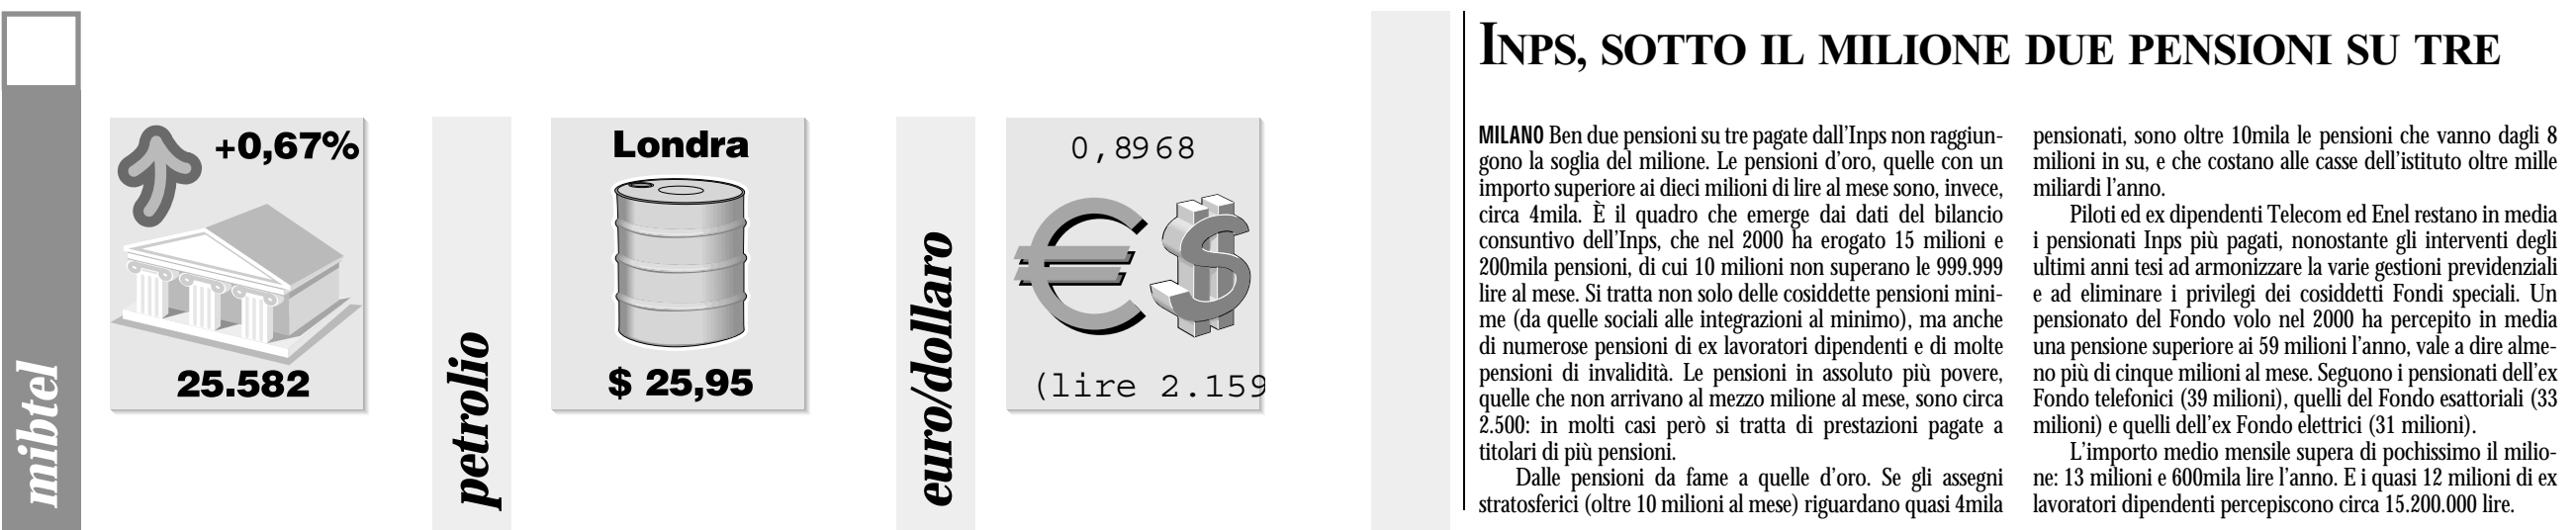 mibtel
+0,67%
25.582
petrolio
Londra
$ 25,95
euro/dollaro
0,8968
(lire 2.159
INPS, SOTTO IL MILIONE DUE PENSIONI SU TRE
MILANO Ben due pensioni su tre pagate dall'Inps non raggiun-
gono la soglia del milione. Le pensioni d'oro, quelle con un
importo superiore ai dieci milioni di lire al mese sono, invece,
circa 4mila. È il quadro che emerge dai dati del bilancio
consuntivo dell'Inps, che nel 2000 ha erogato 15 milioni e
200mila pensioni, di cui 10 milioni non superano le 999.999
lire al mese. Si tratta non solo delle cosiddette pensioni mini-
me (da quelle sociali alle integrazioni al minimo), ma anche
di numerose pensioni di ex lavoratori dipendenti e di molte
pensioni di invalidità. Le pensioni in assoluto più povere,
quelle che non arrivano al mezzo milione al mese, sono circa
2.500: in molti casi però si tratta di prestazioni pagate a
titolari di più pensioni.
Dalle pensioni da fame a quelle d'oro. Se gli assegni
stratosferici (oltre 10 milioni al mese) riguardano quasi 4mila
pensionati, sono oltre 10mila le pensioni che vanno dagli 8
milioni in su, e che costano alle casse dell'istituto oltre mille
miliardi l'anno.
Piloti ed ex dipendenti Telecom ed Enel restano in media
i pensionati Inps più pagati, nonostante gli interventi degli
ultimi anni tesi ad armonizzare la varie gestioni previdenziali
e ad eliminare i privilegi dei cosiddetti Fondi speciali. Un
pensionato del Fondo volo nel 2000 ha percepito in media
una pensione superiore ai 59 milioni l'anno, vale a dire alme-
no più di cinque milioni al mese. Seguono i pensionati dell'ex
Fondo telefonici (39 milioni), quelli del Fondo esattoriali (33
milioni) e quelli dell'ex Fondo elettrici (31 milioni).
L'importo medio mensile supera di pochissimo il milio-
ne: 13 milioni e 600mila lire l'anno. E i quasi 12 milioni di ex
lavoratori dipendenti percepiscono circa 15.200.000 lire.